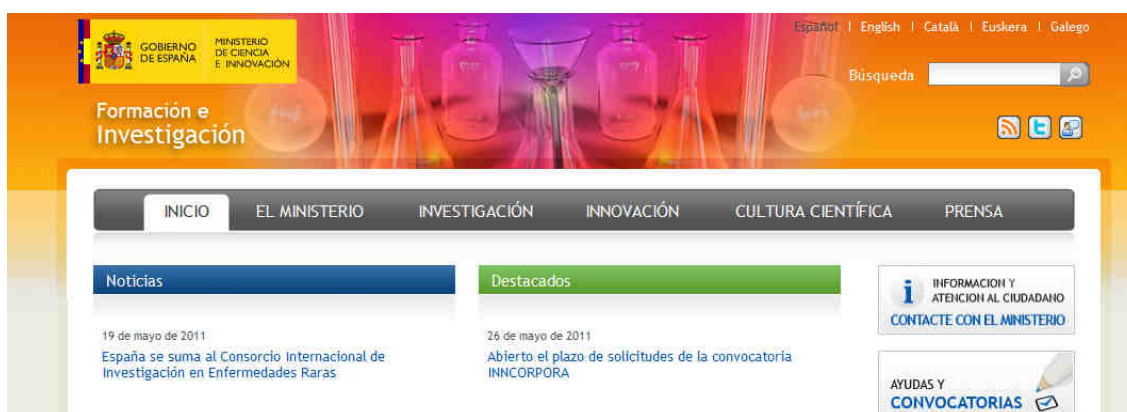 Español | English | Català | Euskera | Galego
GOBIERNO
DE ESPAÑA
MINISTERIO
DE CIENCIA
E INNOVACIÓN
Búsqueda
Formación e
Investigación
INICIO EL MINISTERIO INVESTIGACIÓN INNOVACIÓN CULTURA CIENTÍFICA PRENSA
Noticias
19 de mayo de 2011
España se suma al Consorcio Internacional de
Investigación en Enfermedades Raras
Destacados
26 de mayo de 2011
Abierto el plazo de solicitudes de la convocatoria
INNCORPORA
INFORMACION Y
ATENCION AL CIUDADANO
CONTACTE CON EL MINISTERIO
AYUDAS Y
CONVOCATORIAS